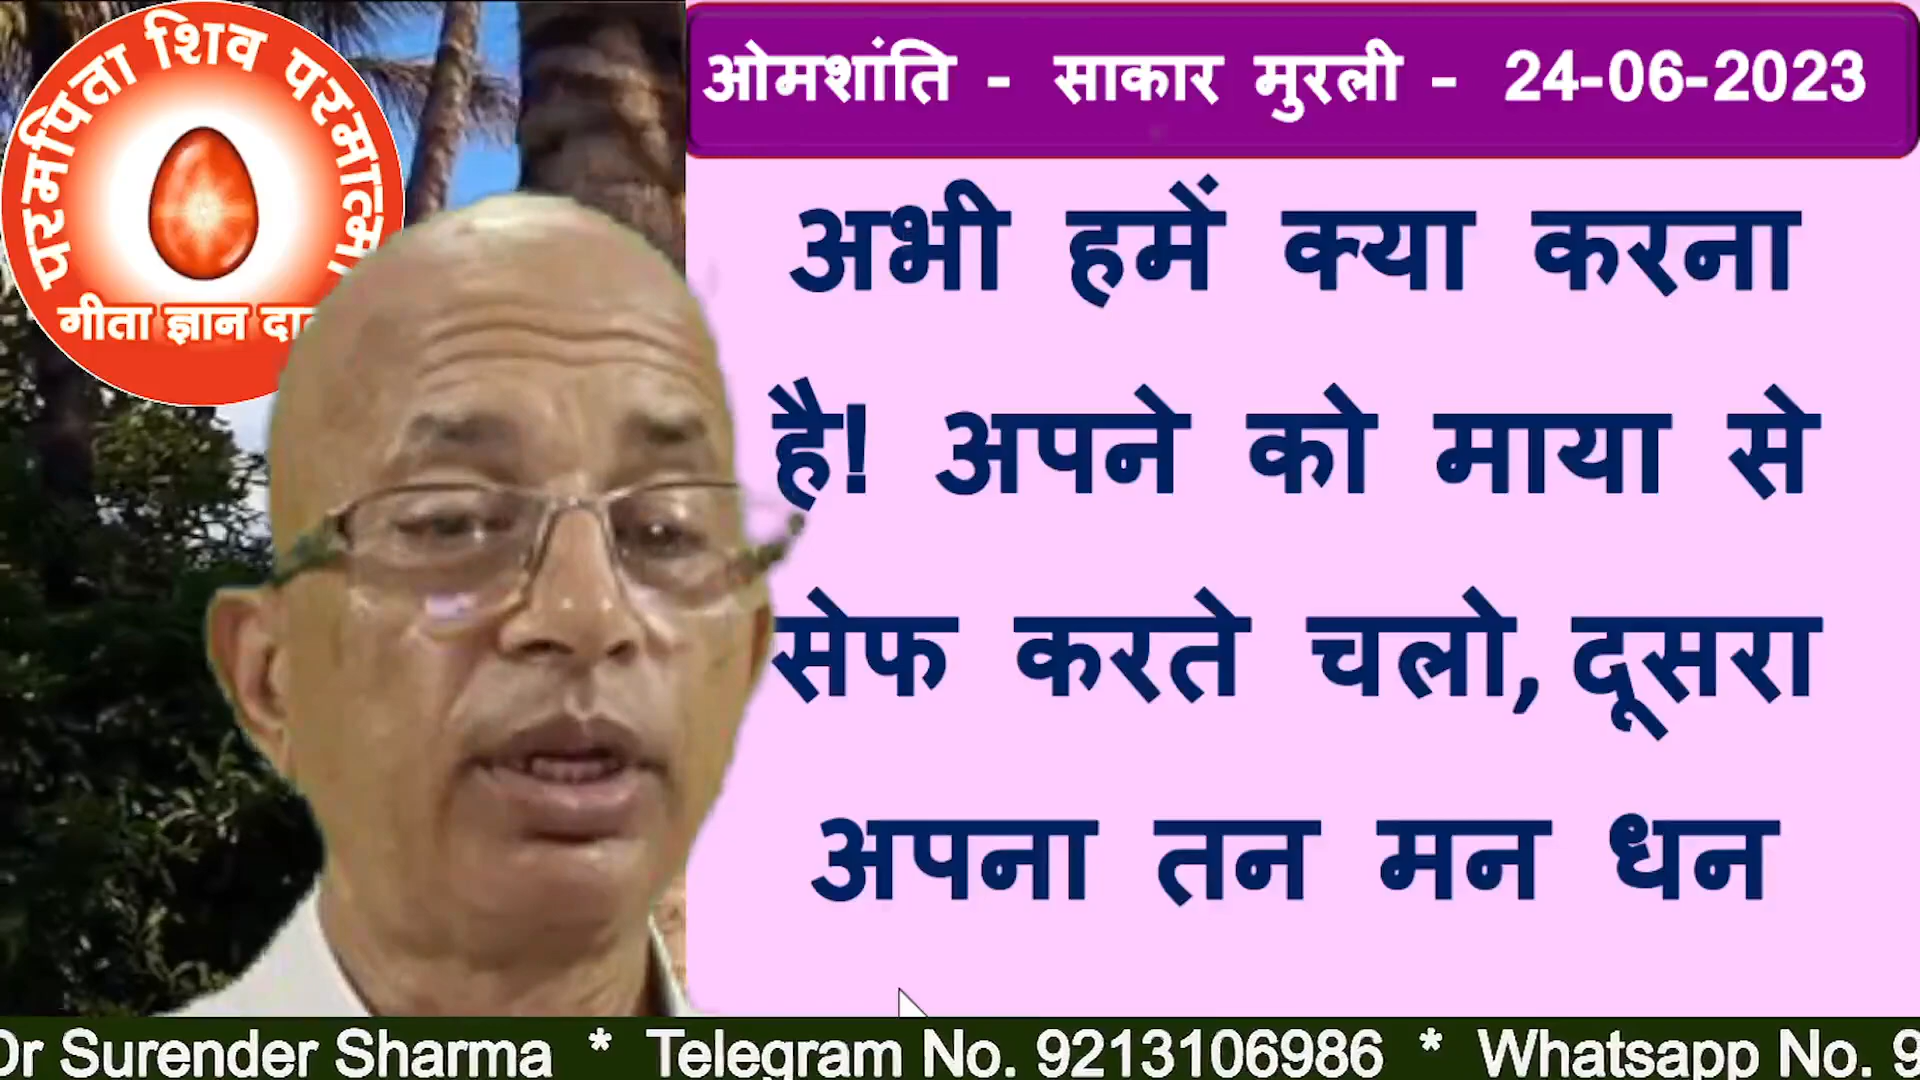 परमपिता शिव परमात्मा
गीता ज्ञान
ओमशांति - साकार मुरली - 24-06-2023
अभी हमें क्या करना
है! अपने को माया से
सेफ करते चलो, दूसरा
अपना तन मन धन
Dr Surender Sharma * Telegram No. 9213106986 * Whatsapp No. 9